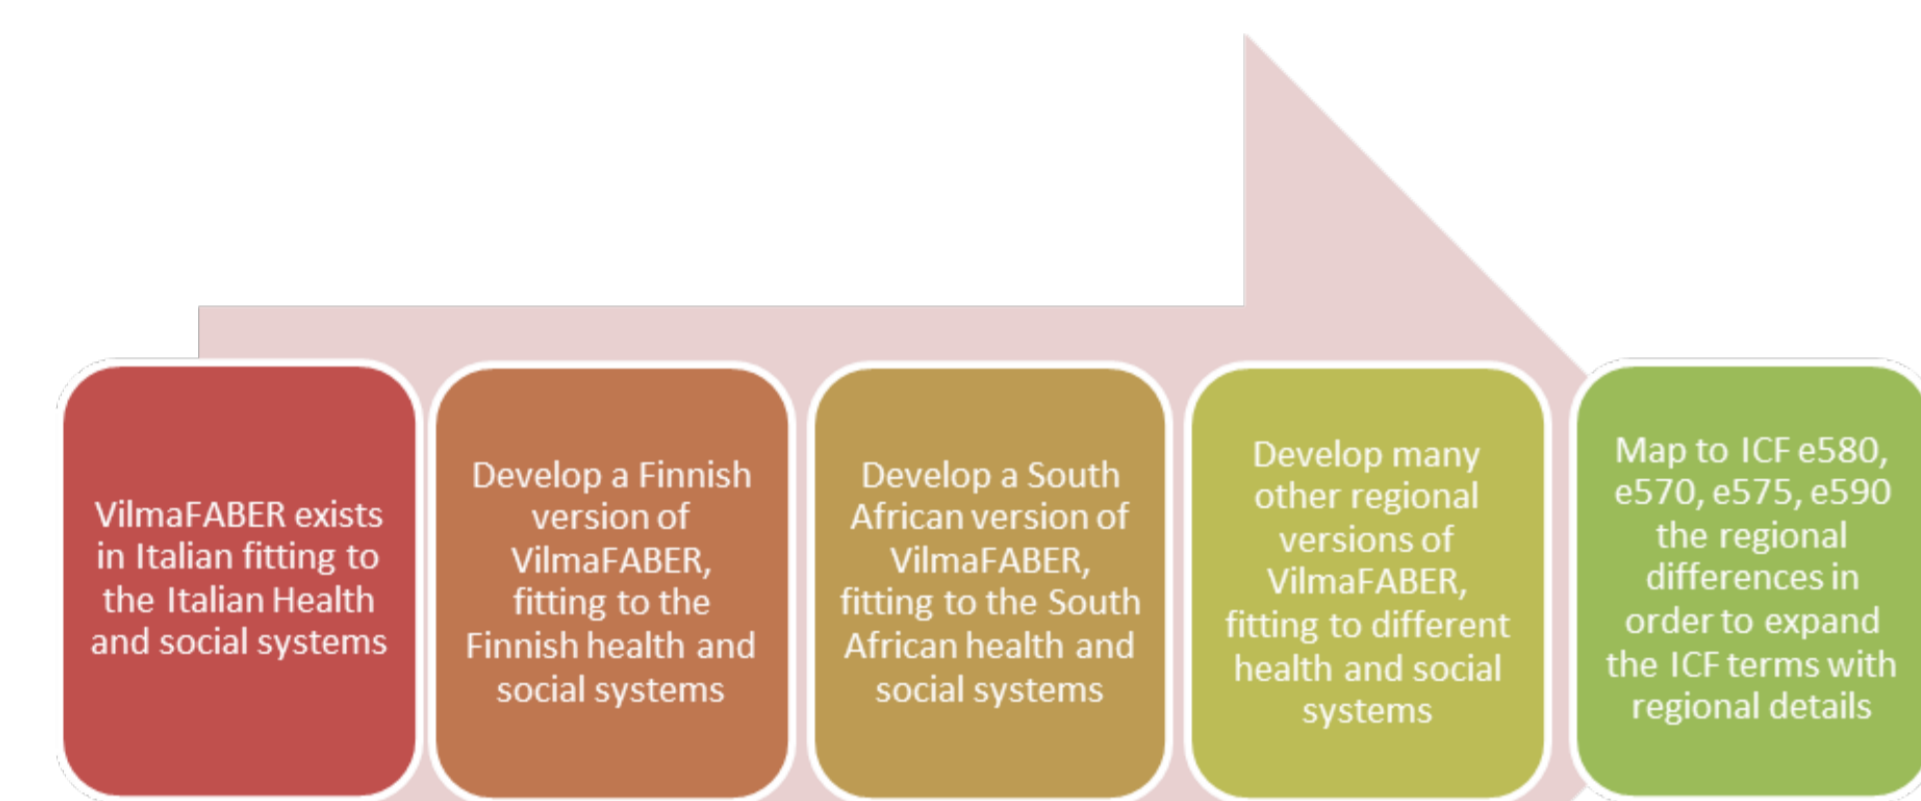 VilmaFABER exists
in Italian fitting to
the Italian Health
and social systems
Develop a Finnish
version of
VilmaFABER,
fitting to the
Finnish health and
social systems
Develop a South
African version of
VilmaFABER,
fitting to the South
African health and
social systems
Develop many
other regional
versions of
VilmaFABER,
fitting to different
health and social
systems
Map to ICF e580,
e570, e575, e590
the regional
differences in
order to expand
the ICF terms with
regional details